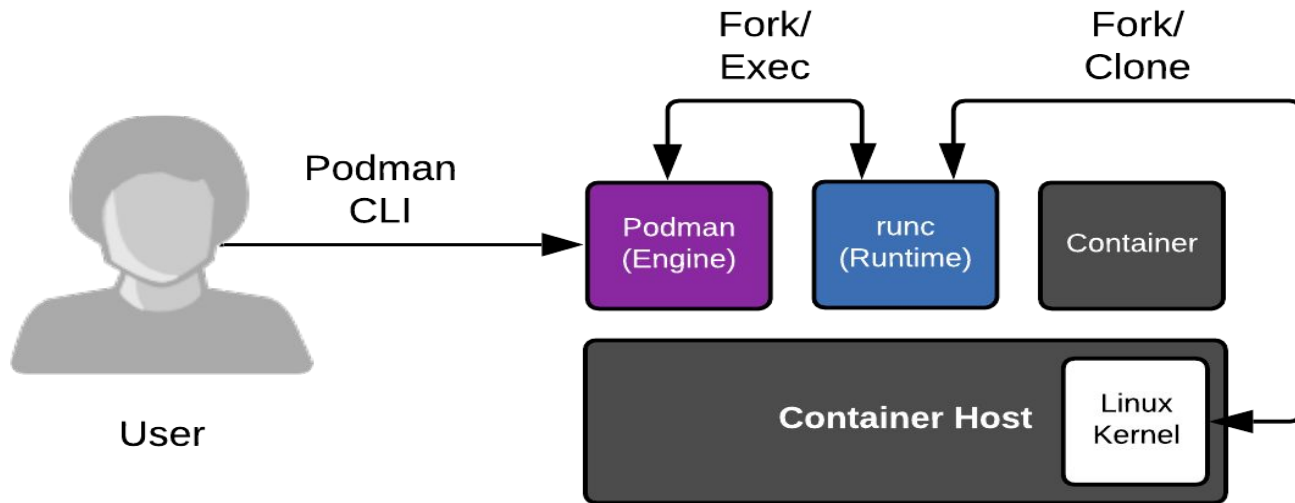 Fork/
Exec
Fork/
Clone
Podman
CLI
Podman
(Engine)
runc
(Runtime)
Container
Container Host
Linux
Kernel
User